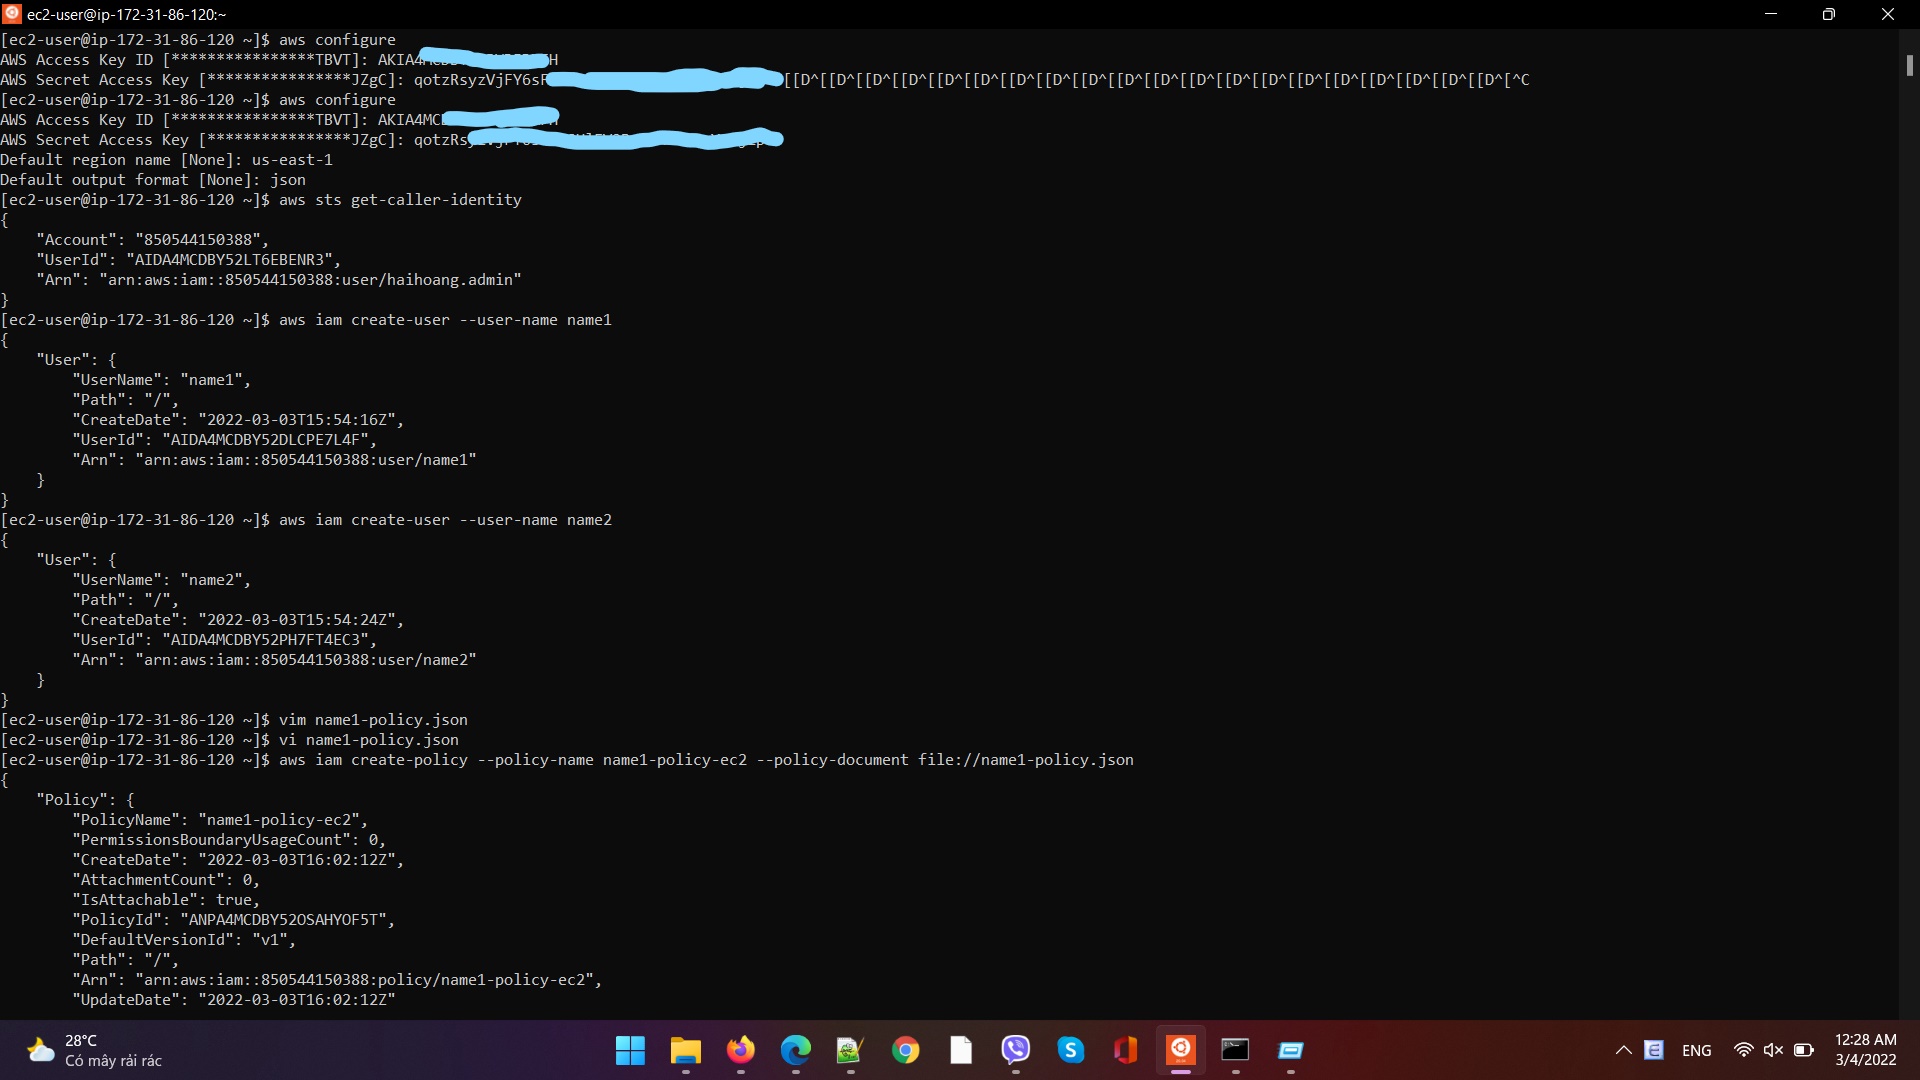 ec2-user@ip-172-31-86-120:~
[ec2-user@ip-172-31-86-120 ~]$ aws configure
AWS Access Key ID [****************TBVT]:
AWS Secret Access Key [****************JZgC]:
[ec2-user@ip-172-31-86-120 ~]$ aws configure
AWS Access Key ID [****************TBVT]:
AWS Secret Access Key [****************JZgC]:
Default region name [None]: us-east-1
Default output format [None]: json
[ec2-user@ip-172-31-86-120 ~]$ aws sts get-caller-identity
{
    "Account": "850544150388",
    "UserId": "AIDA4MCDBY52LT6EBENR3",
    "Arn": "arn:aws:iam::850544150388:user/haihoang.admin"
}
[ec2-user@ip-172-31-86-120 ~]$ aws iam create-user --user-name name1
{
    "User": {
        "UserName": "name1",
        "Path": "/",
        "CreateDate": "2022-03-03T15:54:16Z",
        "UserId": "AIDA4MCDBY52DLCPE7L4F",
        "Arn": "arn:aws:iam::850544150388:user/name1"
    }
}
[ec2-user@ip-172-31-86-120 ~]$ aws iam create-user --user-name name2
{
    "User": {
        "UserName": "name2",
        "Path": "/",
        "CreateDate": "2022-03-03T15:54:24Z",
        "UserId": "AIDA4MCDBY52PH7FT4EC3",
        "Arn": "arn:aws:iam::850544150388:user/name2"
    }
}
[ec2-user@ip-172-31-86-120 ~]$ vim name1-policy.json
[ec2-user@ip-172-31-86-120 ~]$ vi name1-policy.json
[ec2-user@ip-172-31-86-120 ~]$ aws iam create-policy --policy-name name1-policy-ec2 --policy-document file://name1-policy.json
{
    "Policy": {
        "PolicyName": "name1-policy-ec2",
        "PermissionsBoundaryUsageCount": 0,
        "CreateDate": "2022-03-03T16:02:12Z",
        "AttachmentCount": 0,
        "IsAttachable": true,
        "PolicyId": "ANPA4MCDBY52OSAHYOF5T",
        "DefaultVersionId": "v1",
        "Path": "/",
        "Arn": "arn:aws:iam::850544150388:policy/name1-policy-ec2",
        "UpdateDate": "2022-03-03T16:02:12Z"
28°C
Có mây rải rác
ENG
12:28 AM
3/4/2022